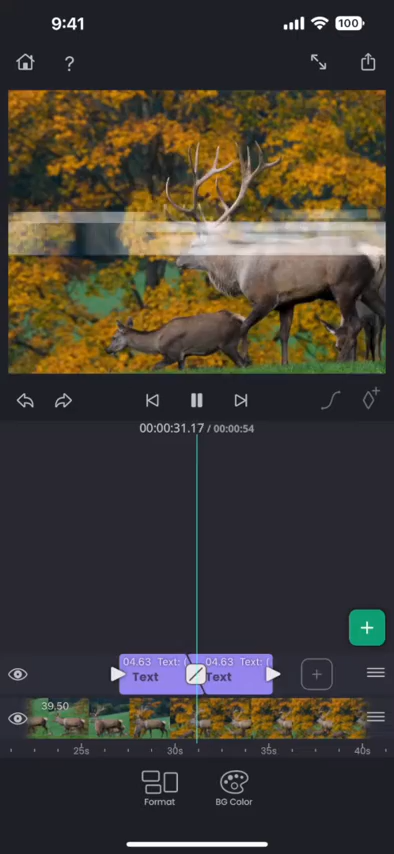 9:41
100
?
00:00:31.17 / 00:00:54
04.63 Text: (
04.63 Text: (
Text
Text
39.50
25s
30s
35s
40s
Format
BG Color